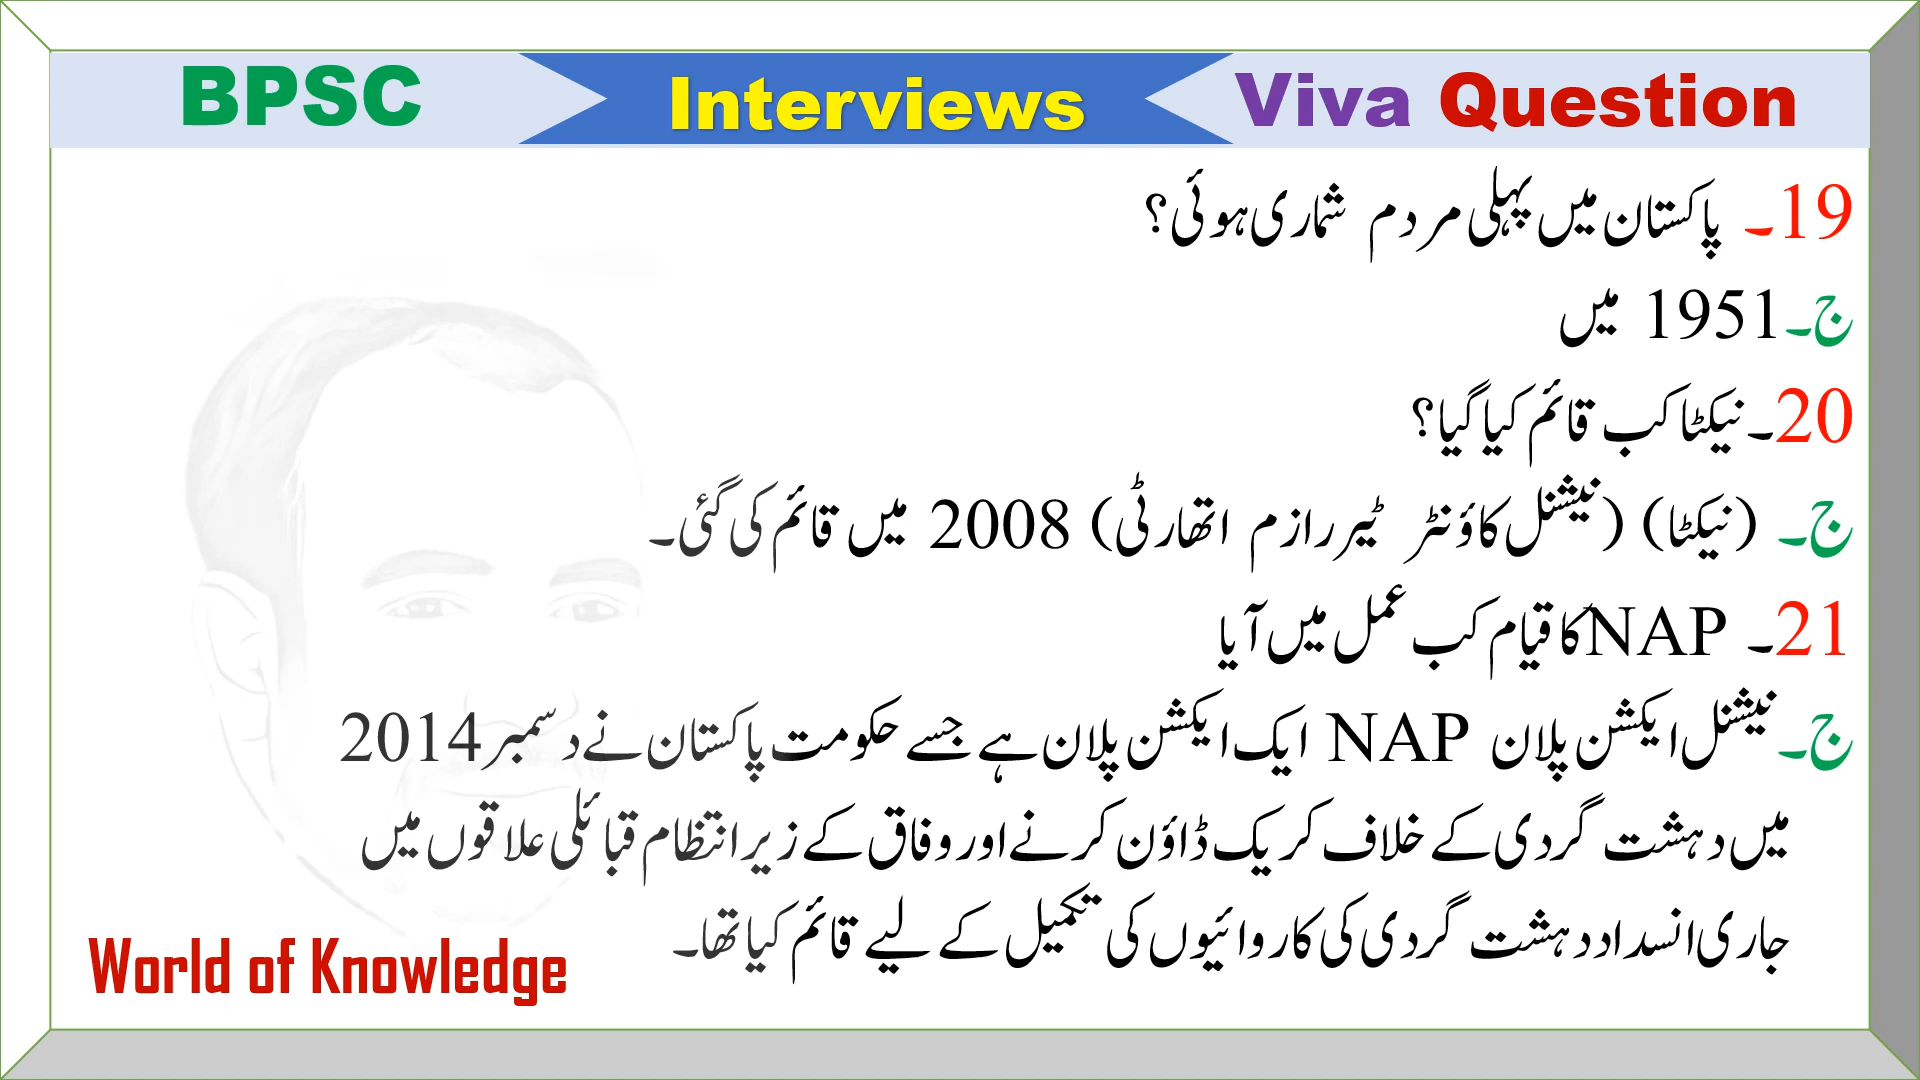 BPSC Interviews Viva Question
19۔ پاکستان میں پہلی مردم شماری ہوئی؟
ج۔1951 میں
20۔ نیکٹا کب قائم کیا گیا؟
ج۔ (نیکٹا) (نیشنل کاؤنٹر ٹیررازم اتھارٹی) 2008 میں قائم کی گئی۔
21۔ NAP کا قیام کب عمل میں آیا
ج۔ نیشنل ایکشن پلان NAP ایک ایکشن پلان ہے جسے حکومت پاکستان نے دسمبر 2014
میں دہشت گردی کے خلاف کریک ڈاؤن کرنے اور وفاق کے زیر انتظام قبائلی علاقوں میں
جاری انسداد دہشت گردی کی کاروائیوں کی تکمیل کے لیے قائم کیا تھا۔
World of Knowledge